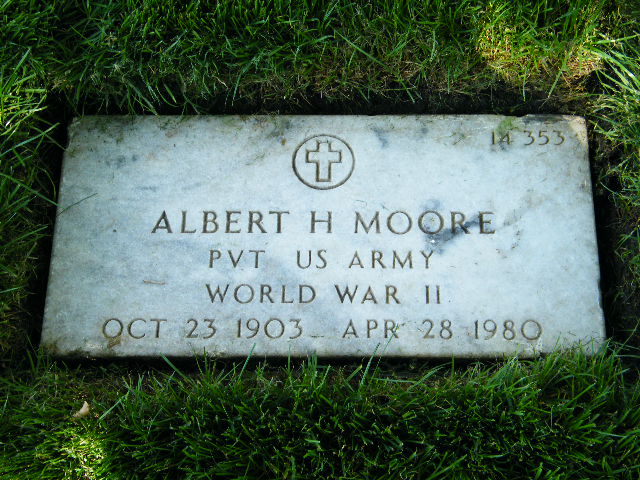 14 353
ALBERT H MOORE
PVT US ARMY
WORLD WAR II
OCT 23 1903 APR 28 1980